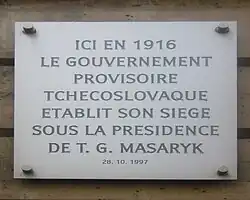 ICI EN 1916
LE GOUVERNEMENT
PROVISOIRE
TCHECOSLOVAQUE
ETABLIT SON SIEGE
SOUS LA PRESIDENCE
DE T. G. MASARYK
28. 10. 1997